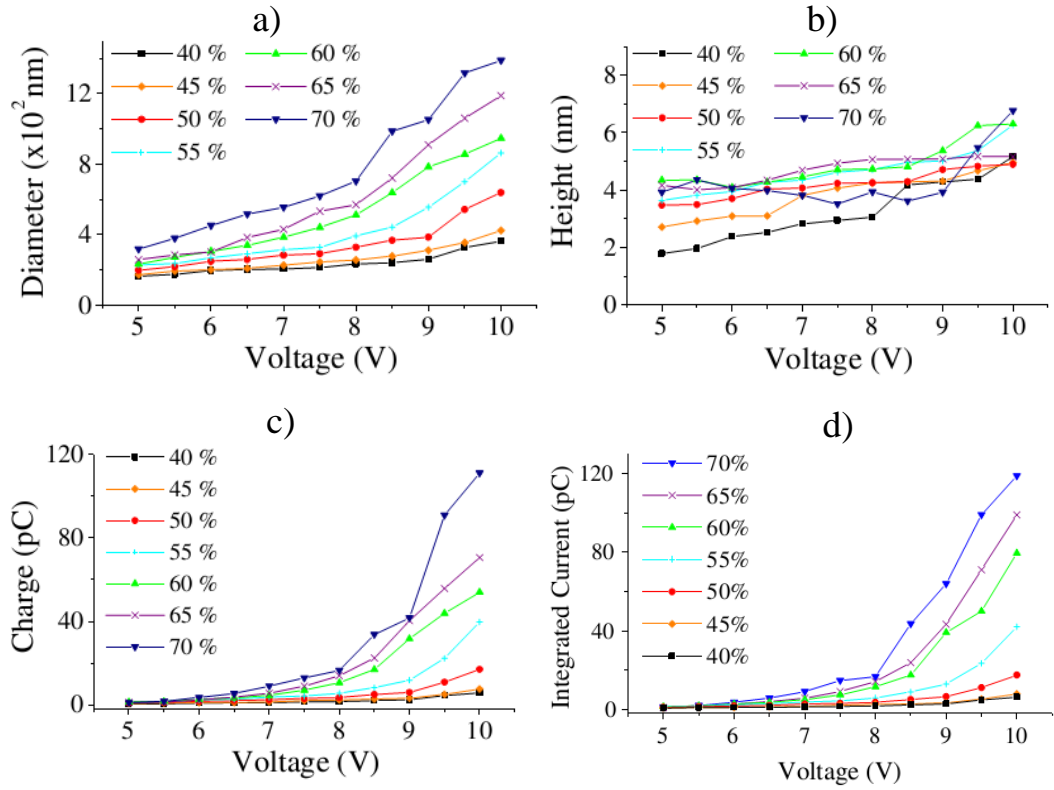 a)
40 % 60 %
45 % 65 %
50 % 70 %
55 %
Diameter (x10² nm)
12
8
4
0
5 6 7 8 9 10
Voltage (V)
b)
40 % 60 %
45 % 65 %
50 % 70 %
55 %
Height (nm)
8
6
4
2
0
5 6 7 8 9 10
Voltage (V)
c)
40 %
45 %
50 %
55 %
60 %
65 %
70 %
Charge (pC)
120
80
40
0
5 6 7 8 9 10
Voltage (V)
d)
70%
65%
60%
55%
50%
45%
40%
Integrated Current (pC)
120
80
40
0
5 6 7 8 9 10
Voltage (V)